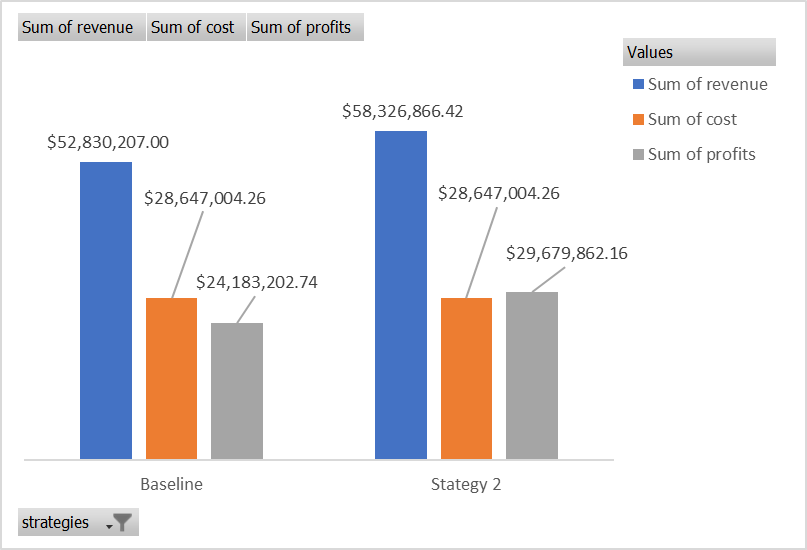 Sum of revenue Sum of cost Sum of profits
Values
Sum of revenue
Sum of cost
Sum of profits
$58,326,866.42
$52,830,207.00
$28,647,004.26
$28,647,004.26
$29,679,862.16
$24,183,202.74
Baseline
Stategy 2
strategies